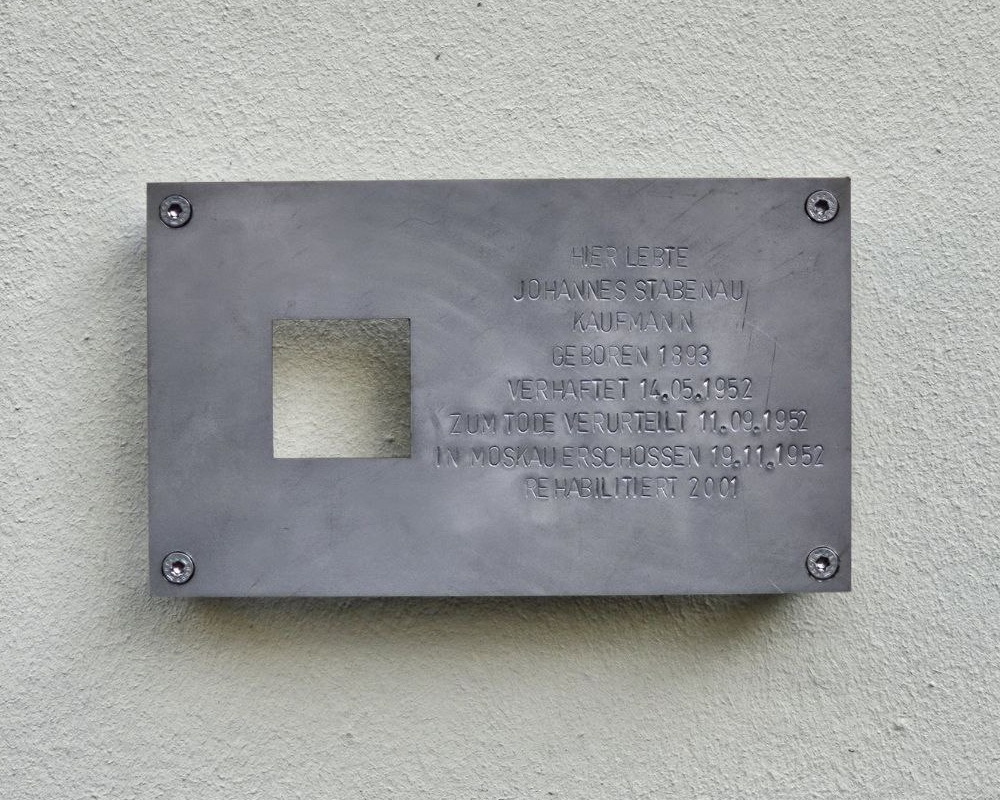 HIER LEBTE
JOHANNES STABENAU
KAUFMANN
GEBOREN 1893
VERHAFTET 14.05.1952
ZUM TODE VERURTEILT 11.09.1952
IN MOSKAU ERSCHOSSEN 19.11.1952
REHABILITIERT 2001